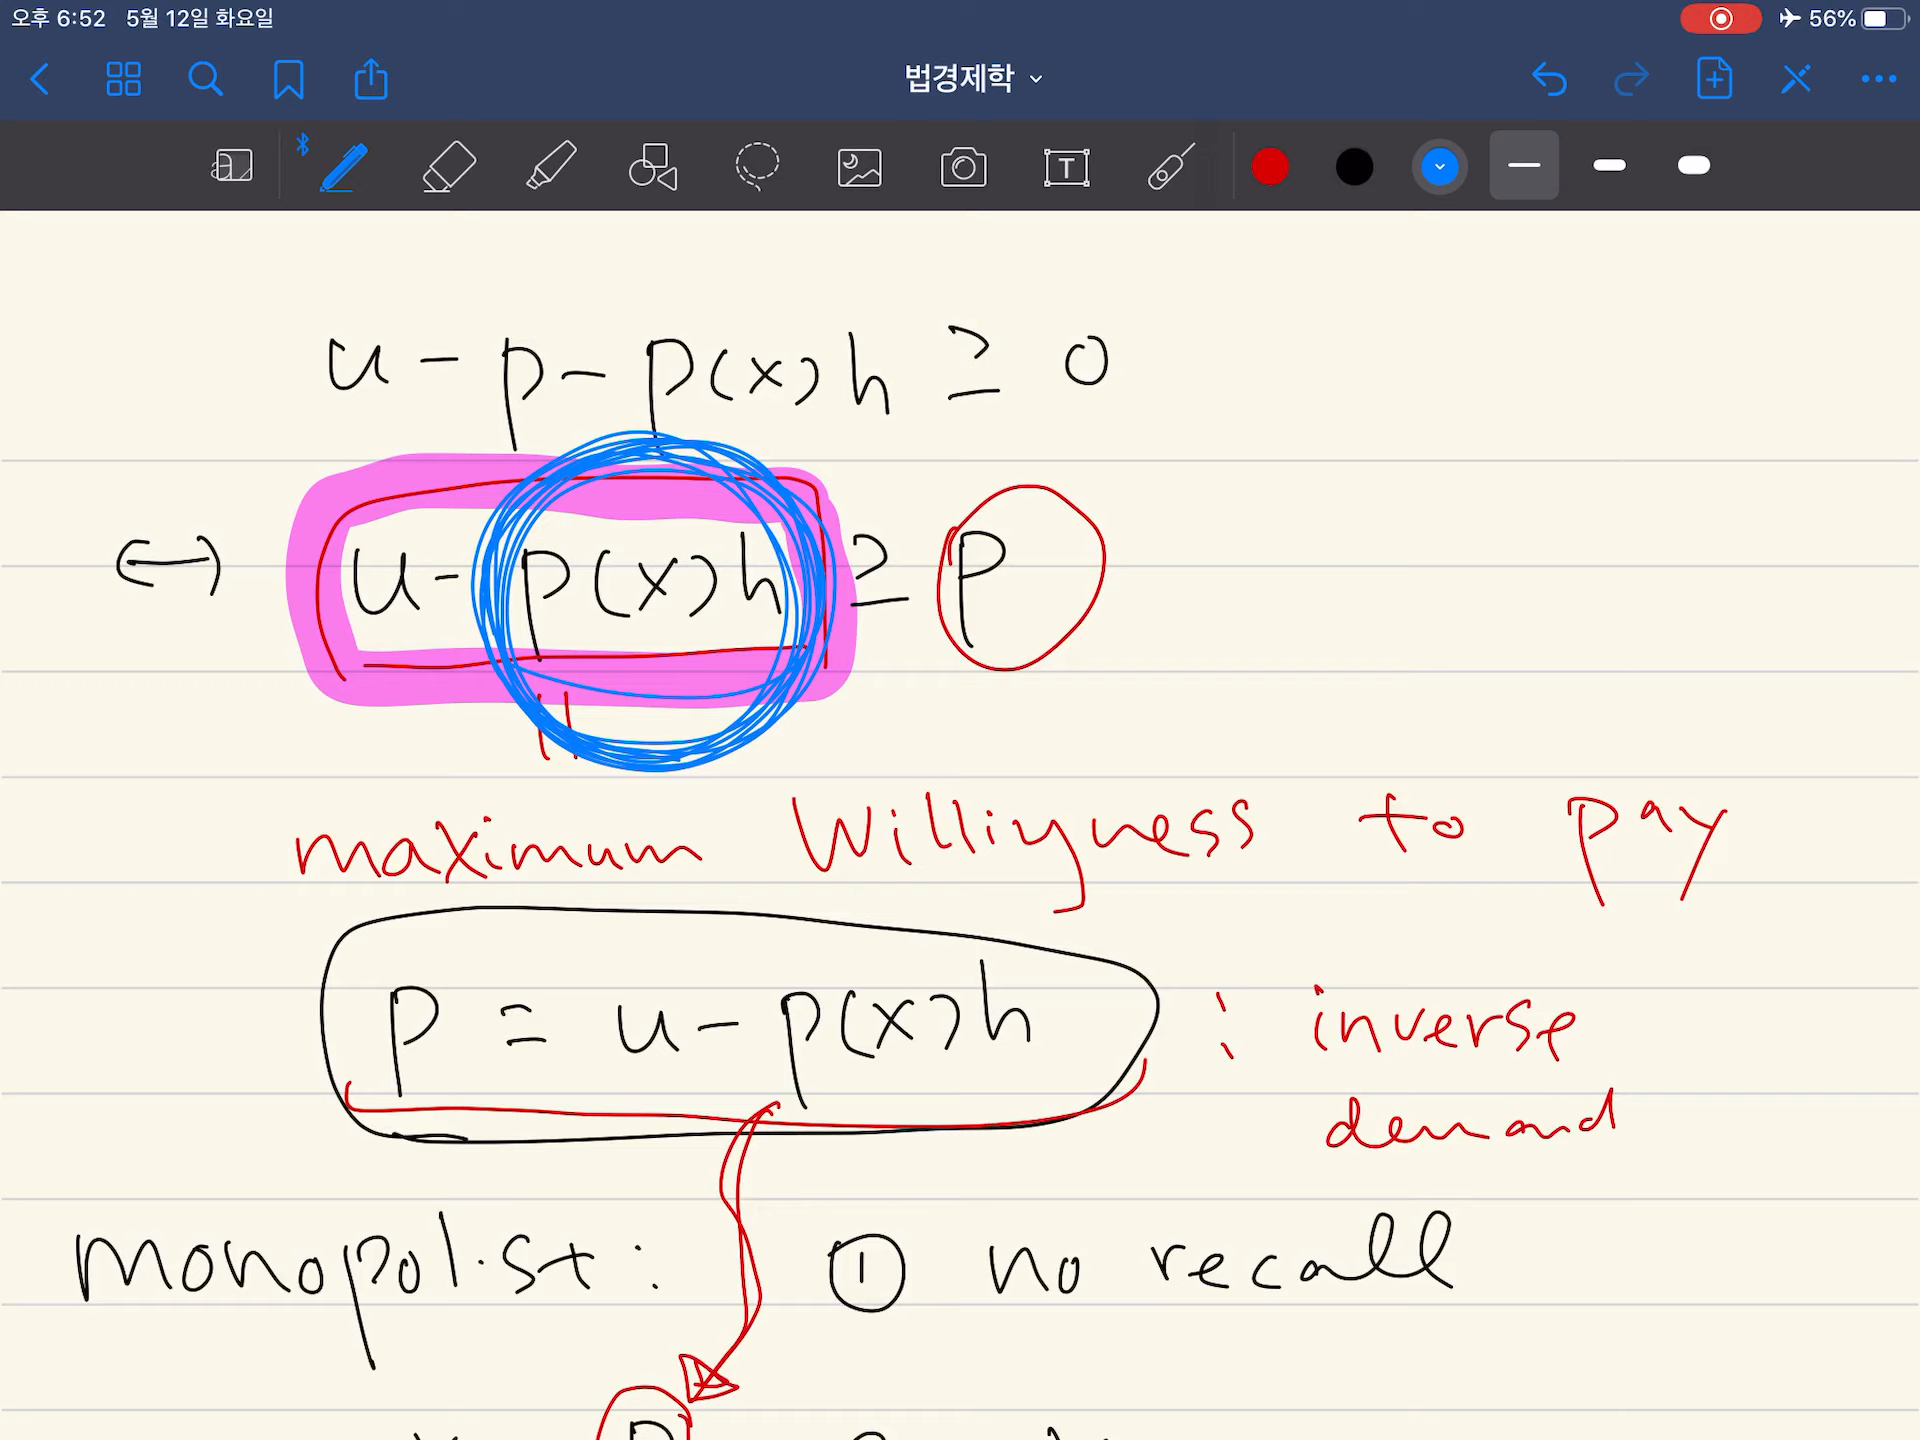 오후 6:52 5월 12일 화요일
56%
법경제학
T
u - p - p(x)h ≥ 0
↔ u - p(x)h ≥ p
maximum Williyness to pay
p = u - p(x)h : inverse
demand
monopolist: ① no recall